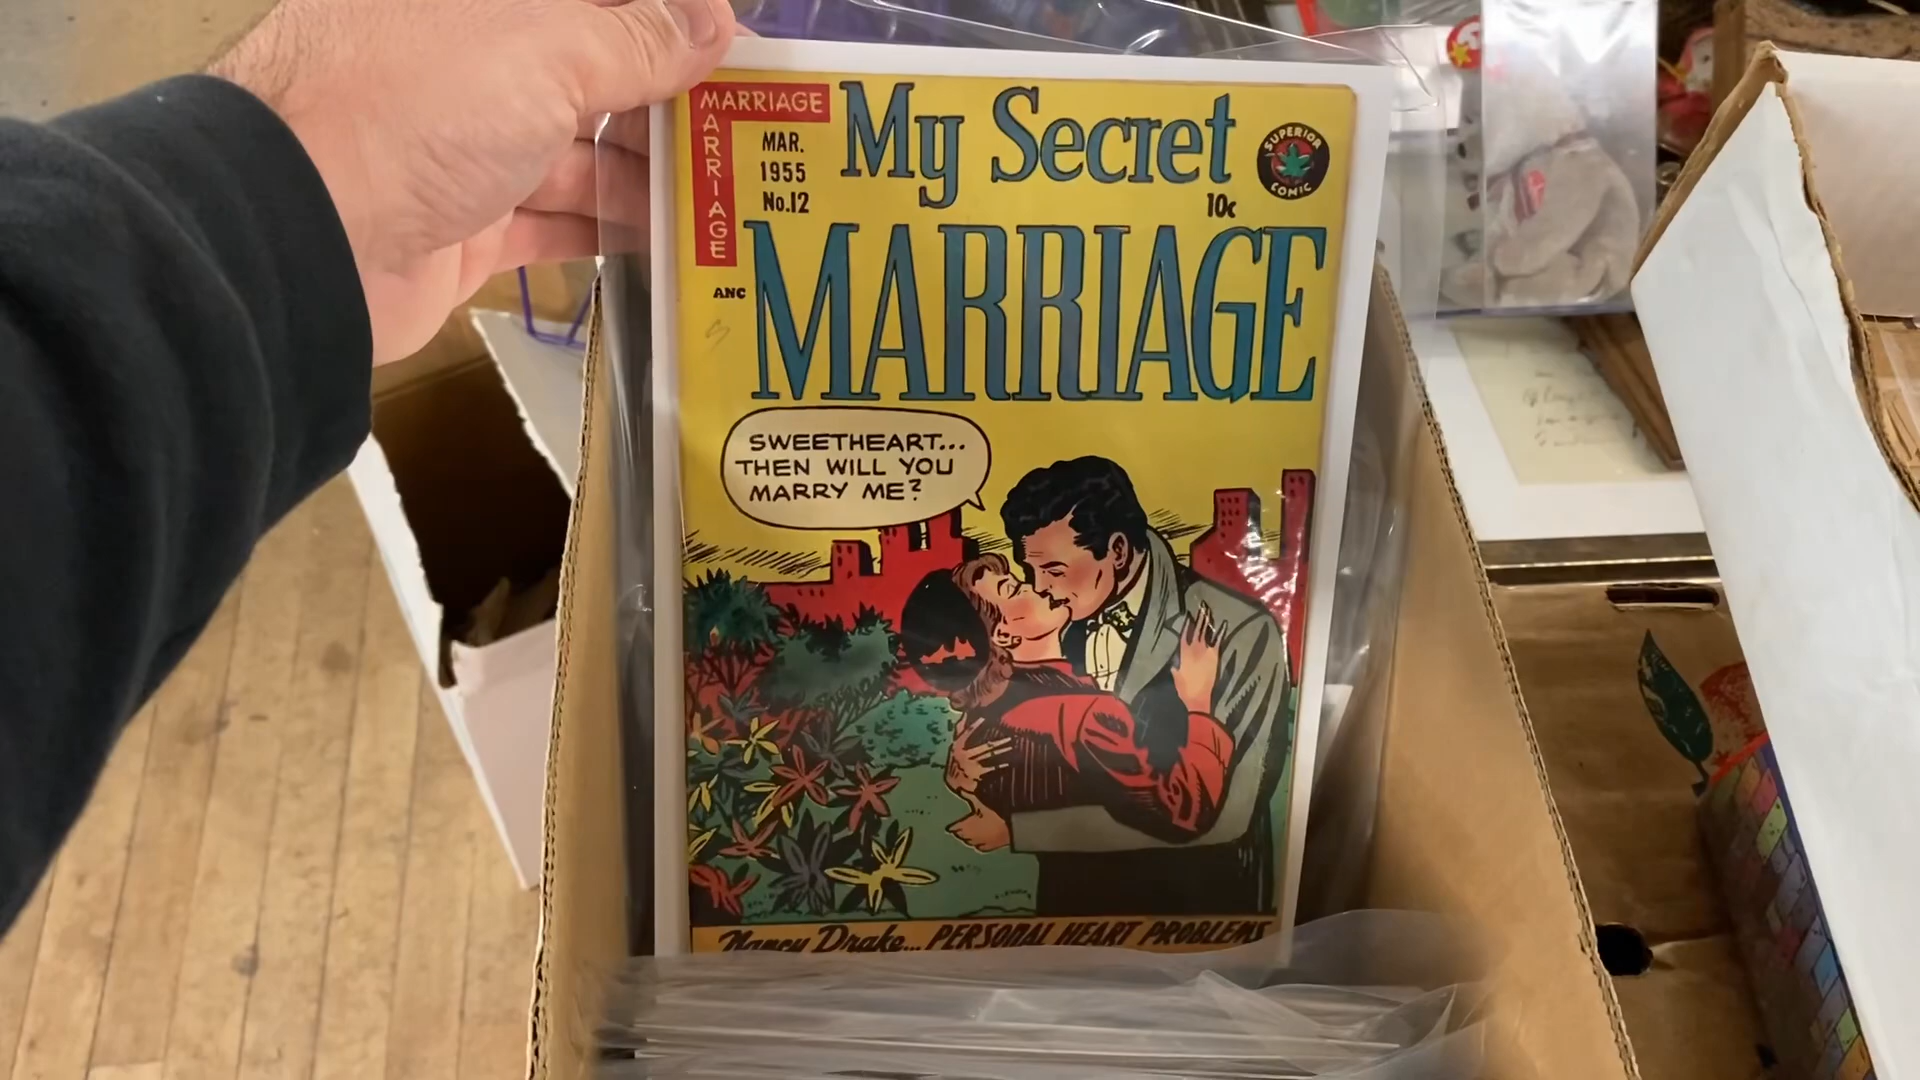 MARRIAGE
MARRIAGE
MAR.
1955
No.12
My Secret
MARRIAGE
SUPERIOR
COMIC
10c
ANC
SWEETHEART...
THEN WILL YOU
MARRY ME?
Nancy Drake... PERSONAL HEART PROBLEMS